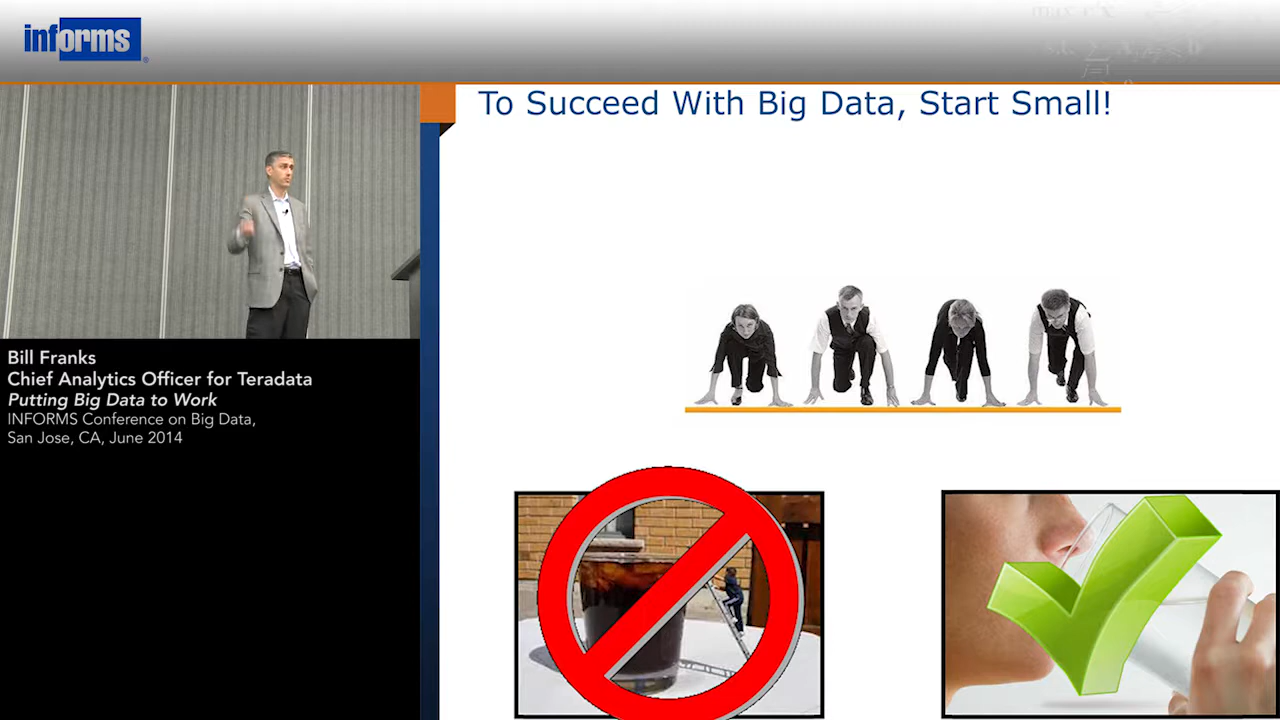 informs
To Succeed With Big Data, Start Small!
Bill Franks
Chief Analytics Officer for Teradata
Putting Big Data to Work
INFORMS Conference on Big Data,
San Jose, CA, June 2014